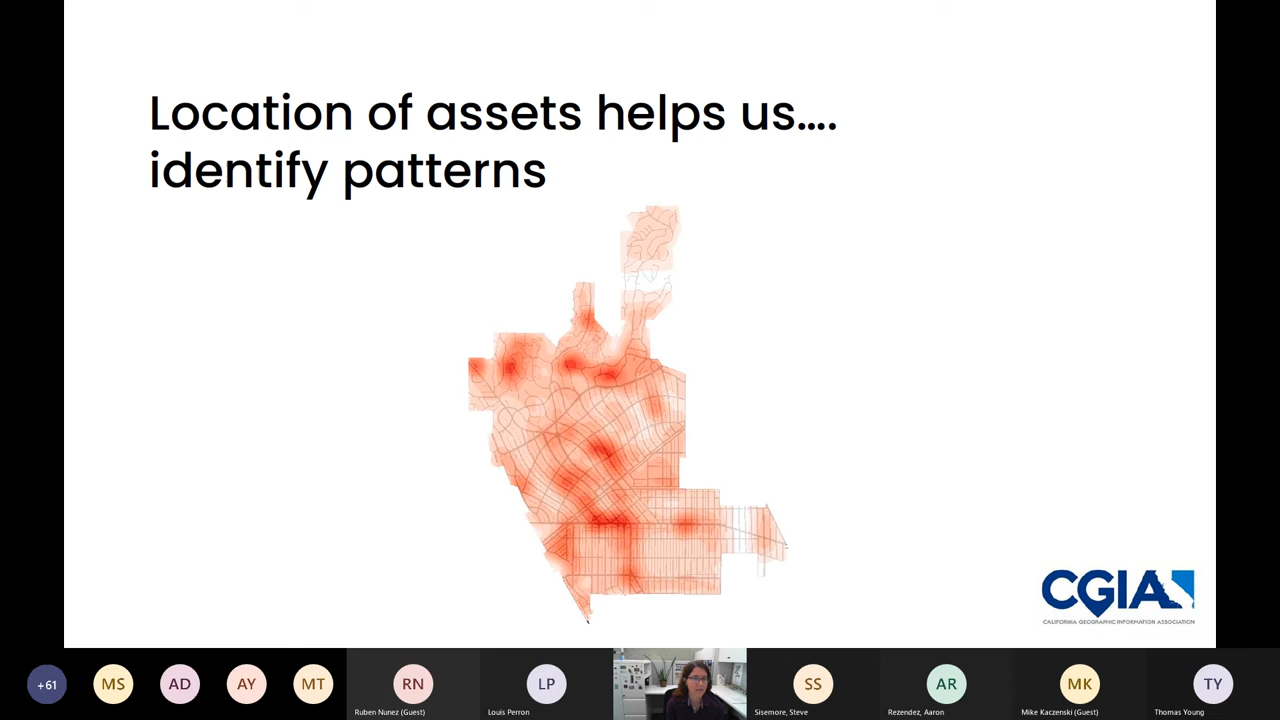 Location of assets helps us....
identify patterns
CGIA
CALIFORNIA GEOGRAPHIC INFORMATION ASSOCIATION
+61
MS
AD
AY
MT
RN
LP
SS
AR
MK
TY
Ruben Nunez (Guest)
Louis Perron
Sisemore, Steve
Rezendez, Aaron
Mike Kaczenski (Guest)
Thomas Young